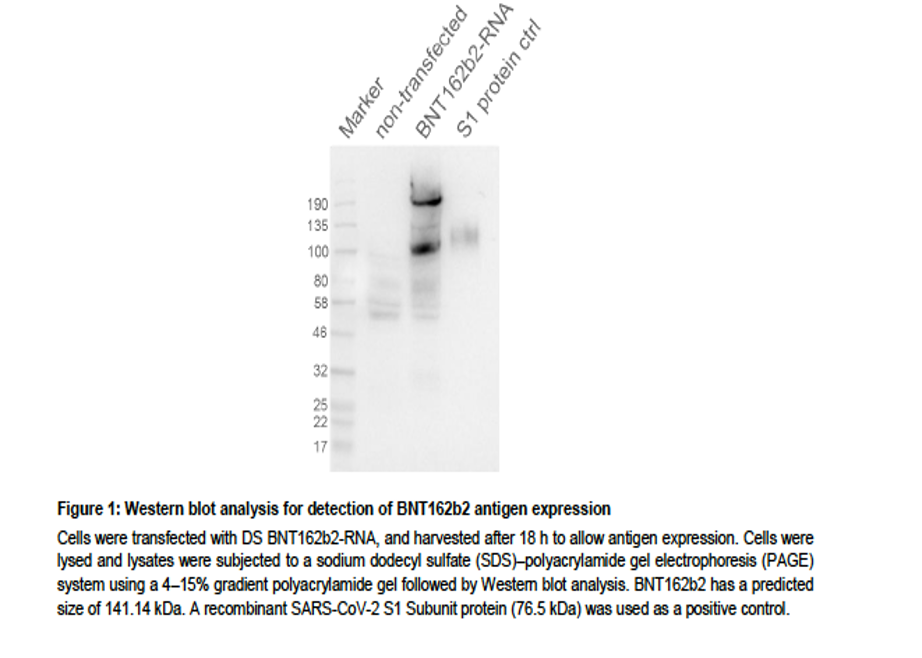 Marker
non-transfected
BNT162b2-RNA
S1 protein ctrl
190
135
100
80
58
46
32
25
22
17
Figure 1: Western blot analysis for detection of BNT162b2 antigen expression
Cells were transfected with DS BNT162b2-RNA, and harvested after 18 h to allow antigen expression. Cells were
lysed and lysates were subjected to a sodium dodecyl sulfate (SDS)–polyacrylamide gel electrophoresis (PAGE)
system using a 4–15% gradient polyacrylamide gel followed by Western blot analysis. BNT162b2 has a predicted
size of 141.14 kDa. A recombinant SARS-CoV-2 S1 Subunit protein (76.5 kDa) was used as a positive control.